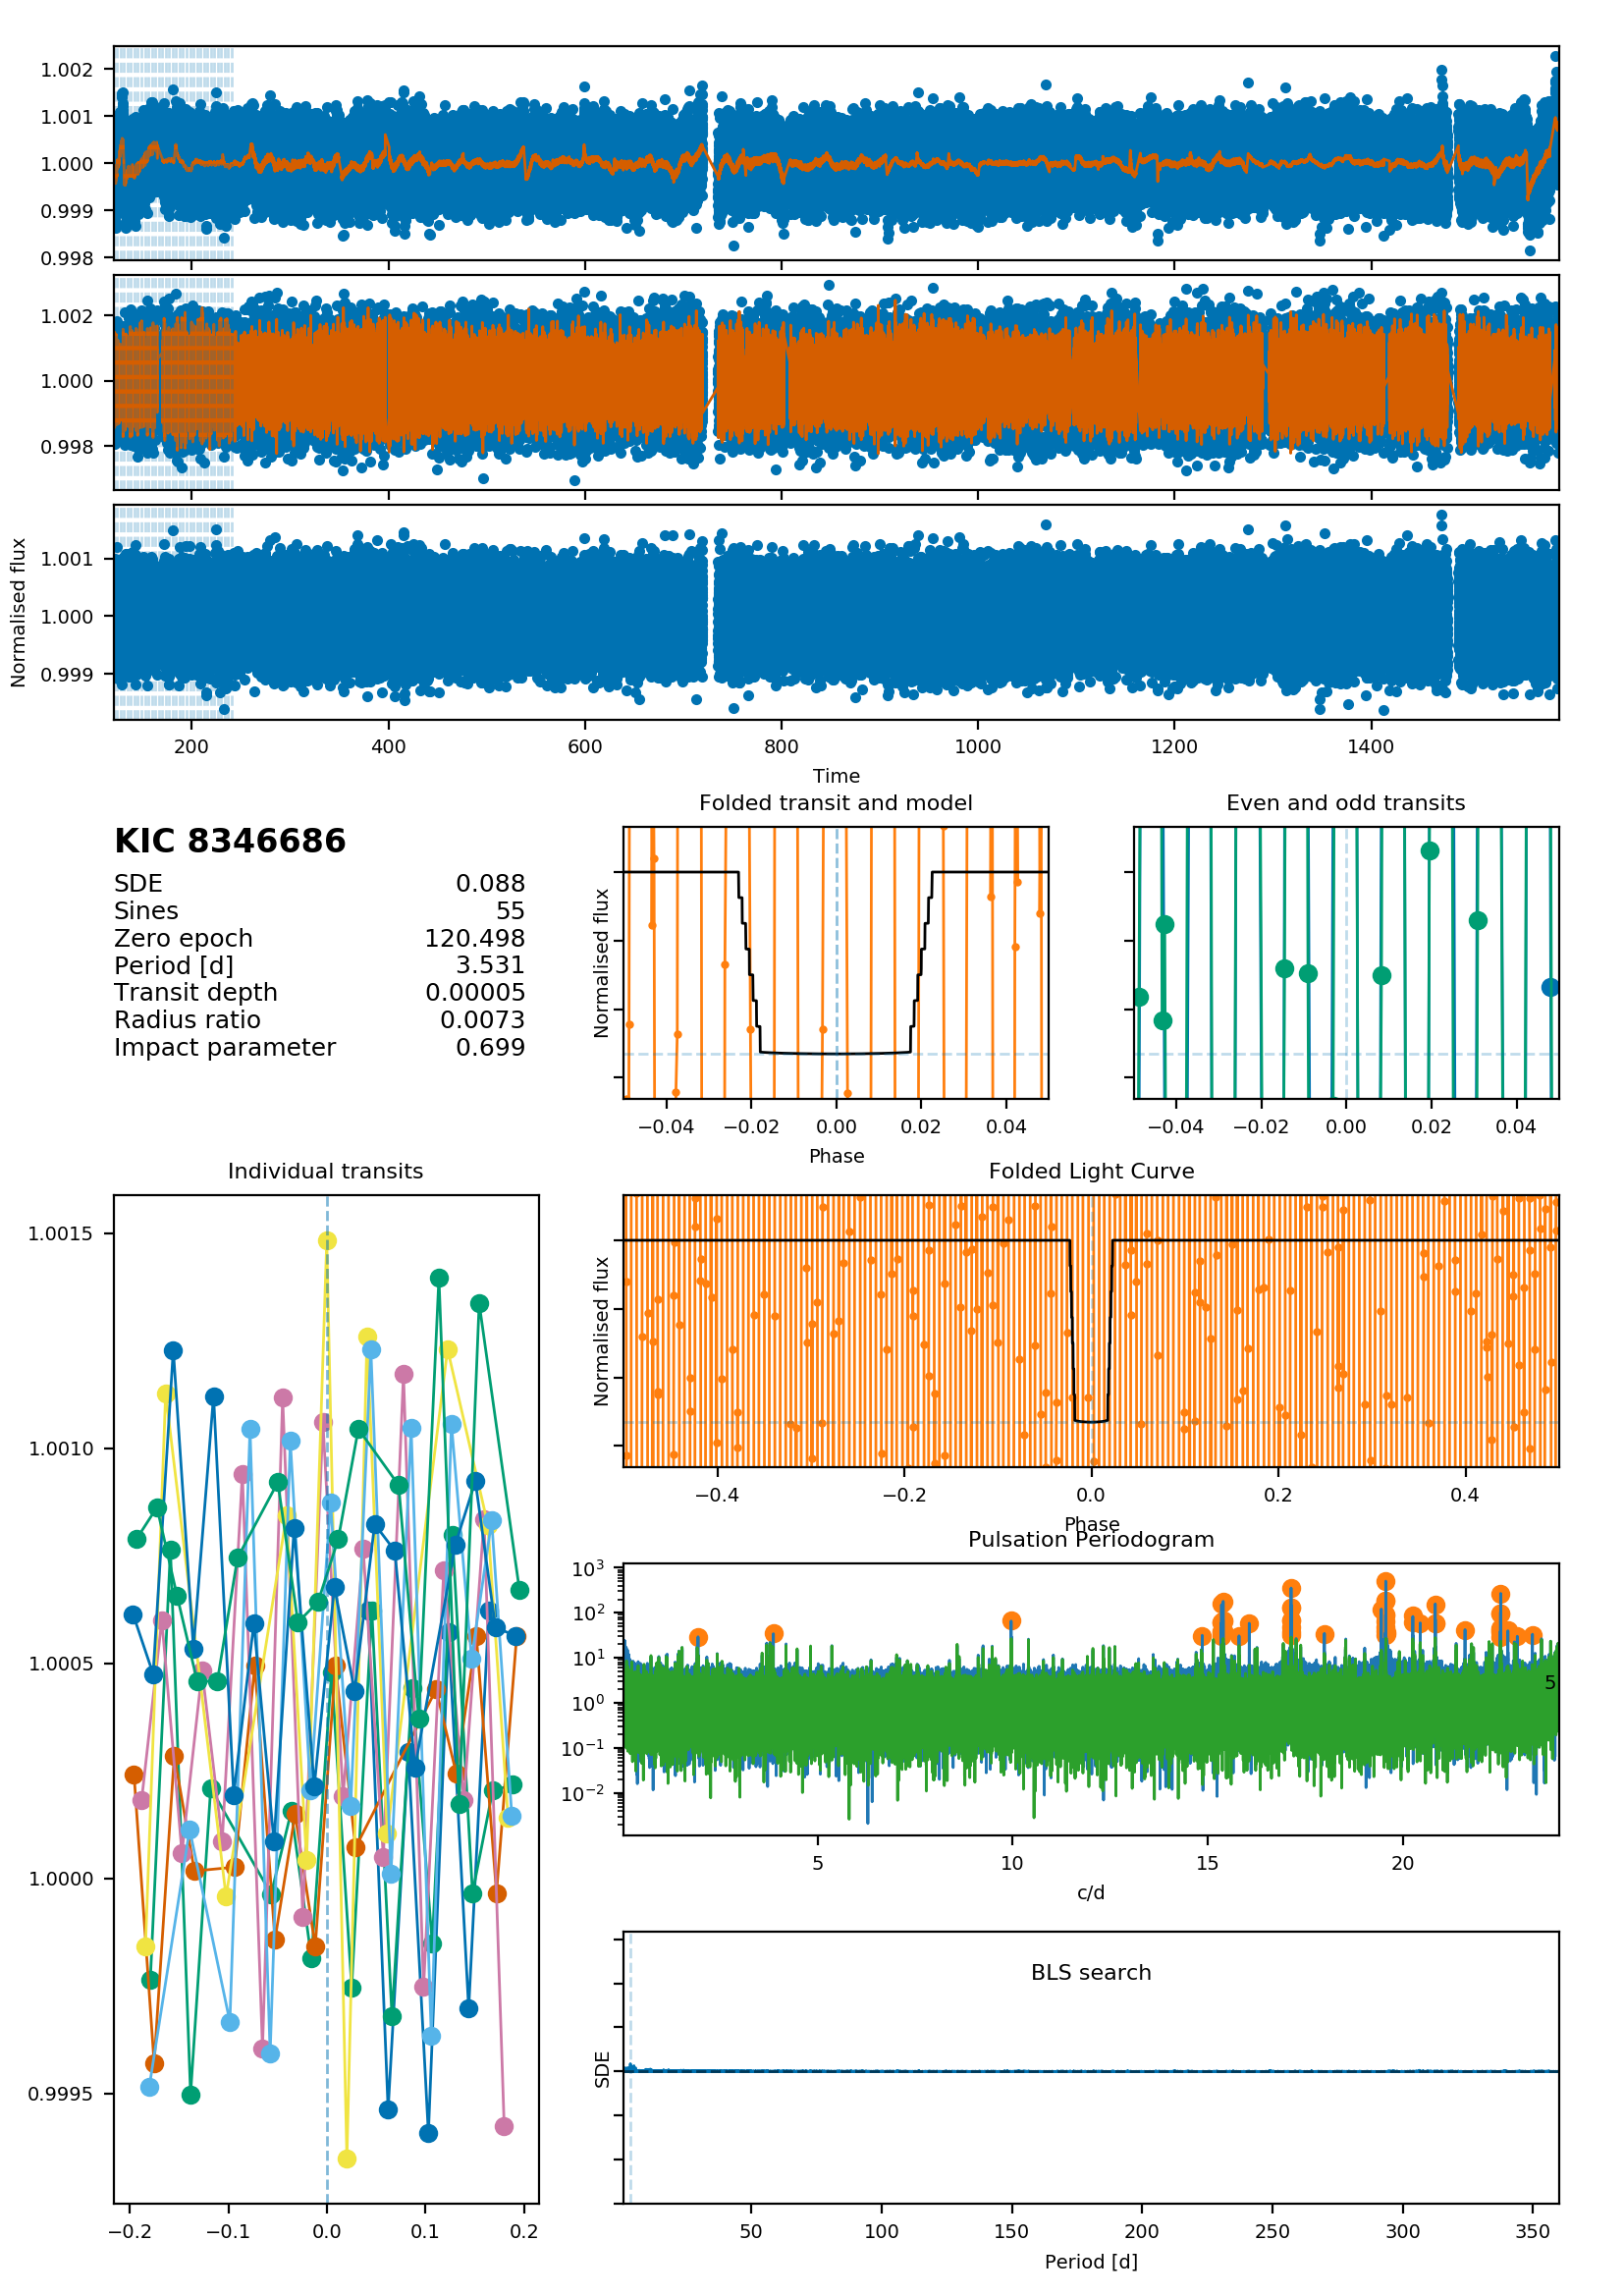 1.002
1.001
1.000
0.999
0.998
1.002
1.000
0.998
1.001
1.000
0.999
Normalised flux
200 400 600 800 1000 1200 1400
Time
KIC 8346686
SDE 0.088
Sines 55
Zero epoch 120.498
Period [d] 3.531
Transit depth 0.00005
Radius ratio 0.0073
Impact parameter 0.699
Folded transit and model
Normalised flux
−0.04 −0.02 0.00 0.02 0.04
Phase
Even and odd transits
−0.04 −0.02 0.00 0.02 0.04
Individual transits
1.0015
1.0010
1.0005
1.0000
0.9995
−0.2 −0.1 0.0 0.1 0.2
Folded Light Curve
Normalised flux
−0.4 −0.2 0.0 0.2 0.4
Phase
Pulsation Periodogram
10³
10²
10¹
10⁰
10⁻¹
10⁻²
5
5 10 15 20
c/d
BLS search
SDE
50 100 150 200 250 300 350
Period [d]